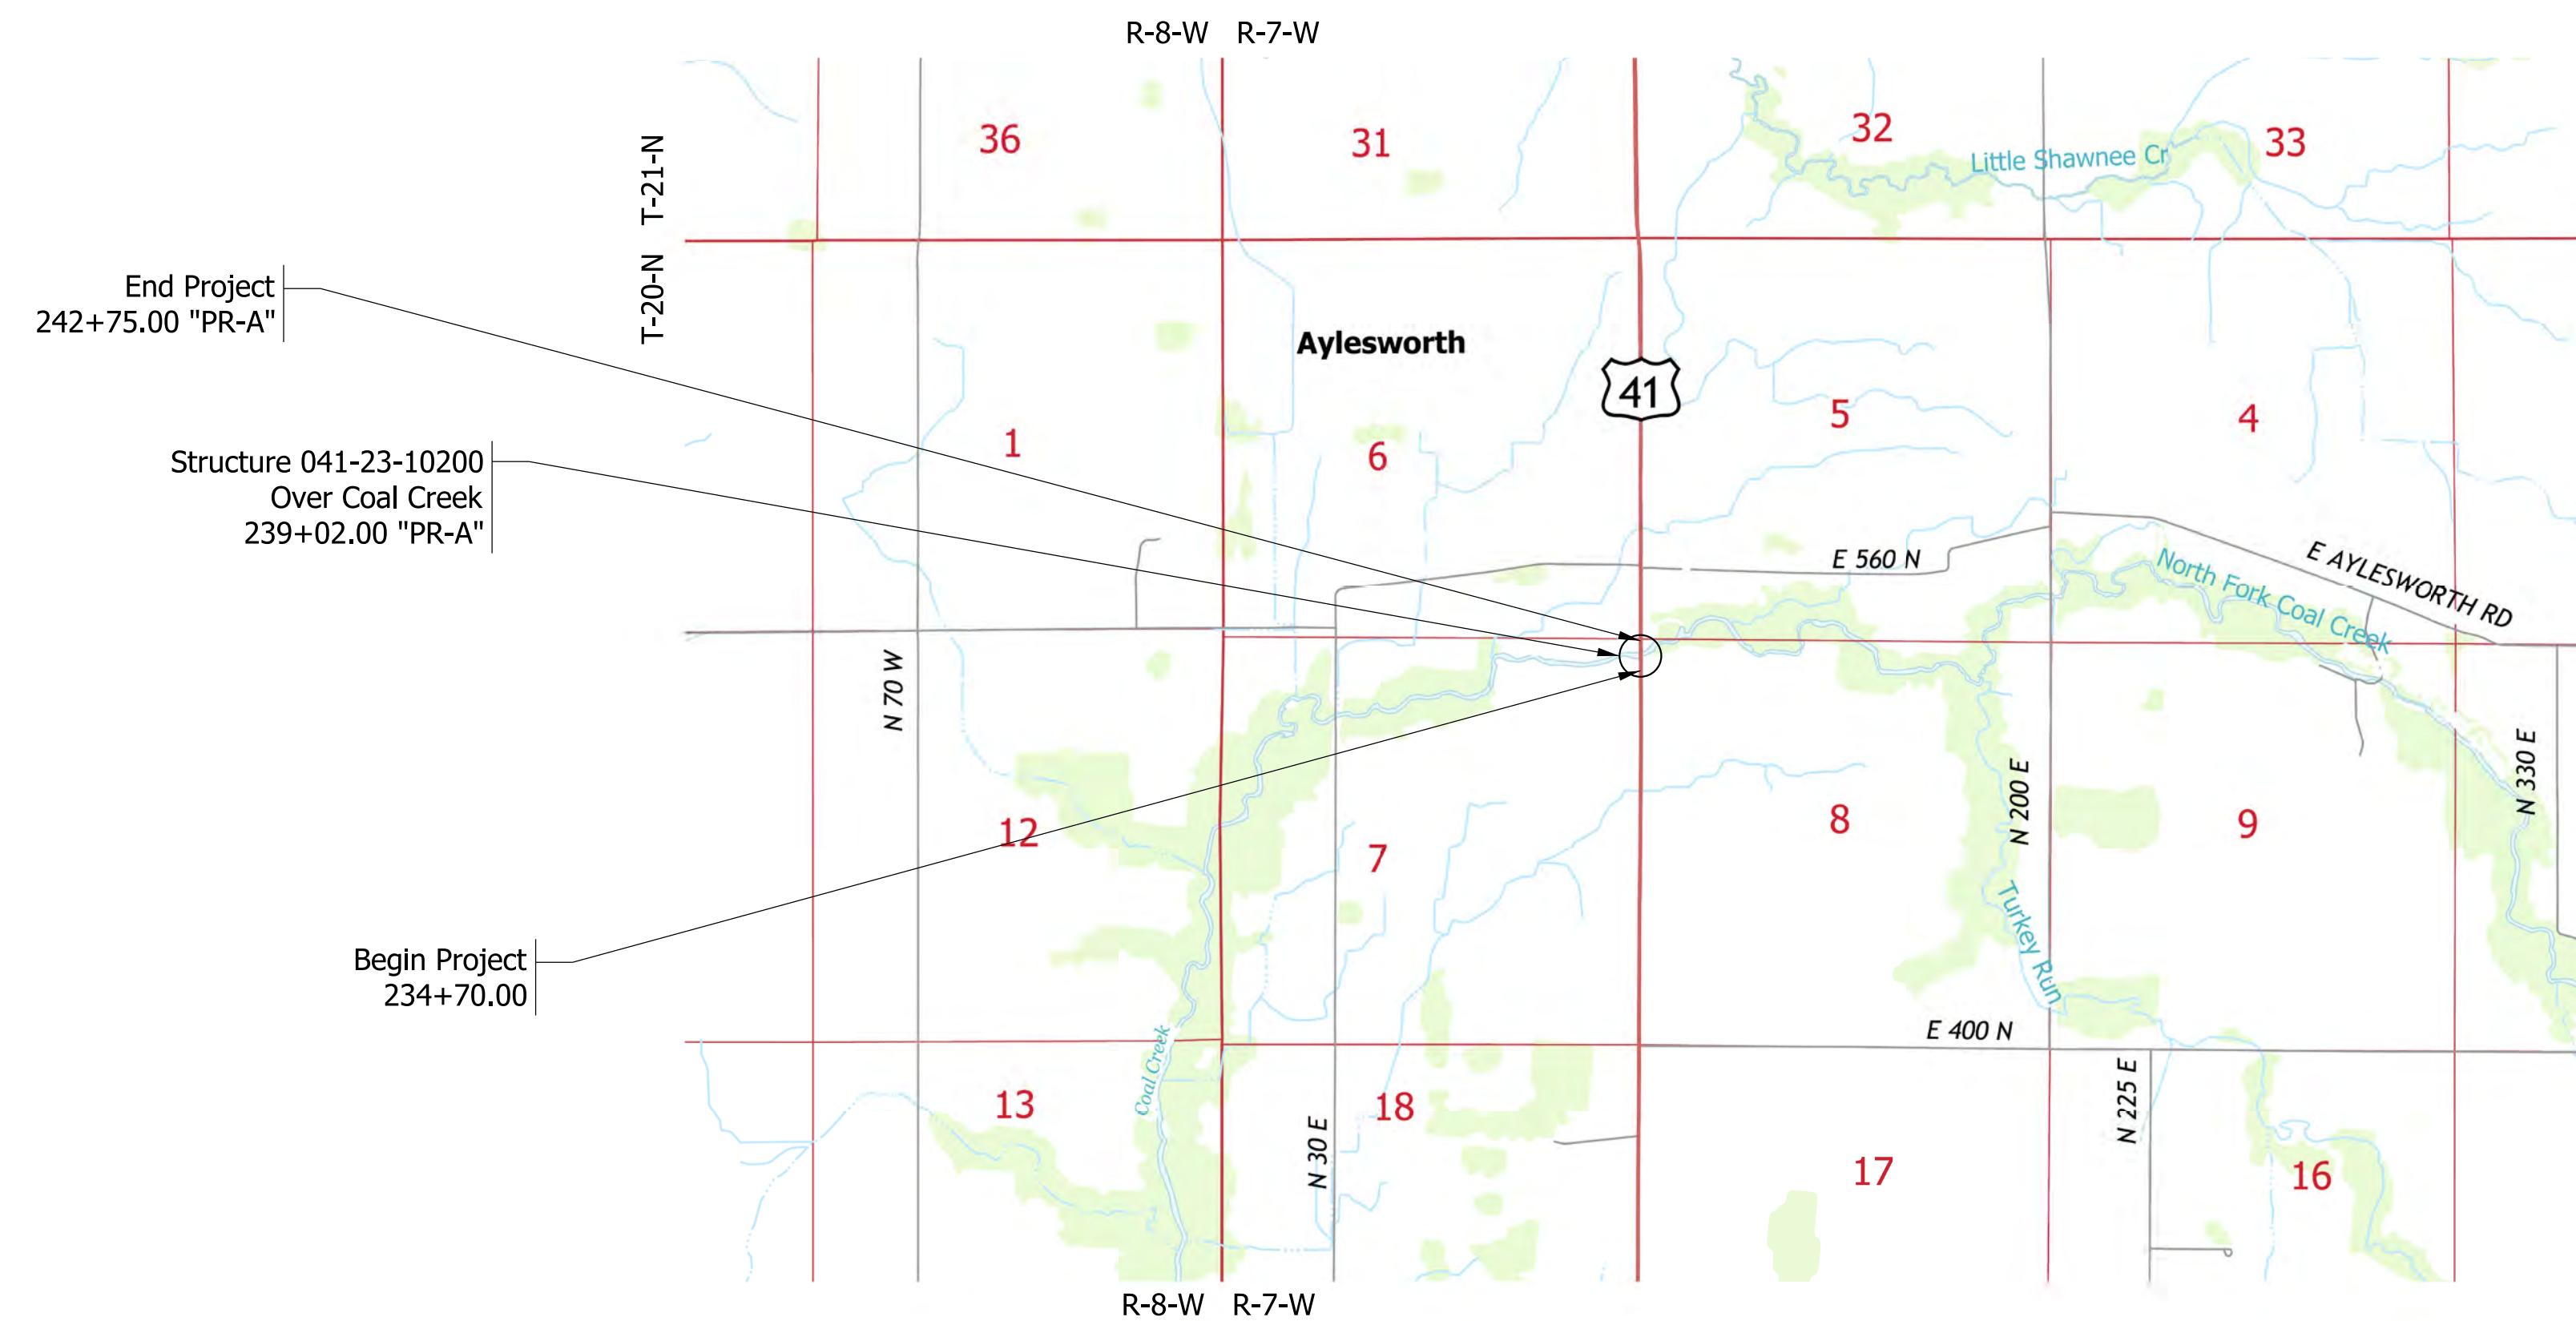 R-8-W R-7-W
36
31
32
33
Little Shawnee Cr
T-21-N
T-20-N
End Project
242+75.00 "PR-A"
Aylesworth
41
1
6
5
4
Structure 041-23-10200
Over Coal Creek
239+02.00 "PR-A"
E 560 N
E AYLESWORTH RD
North Fork Coal Creek
N 70 W
N 200 E
N 330 E
12
7
8
9
Turkey Run
Begin Project
234+70.00
E 400 N
Coal Creek
13
18
N 30 E
N 225 E
17
16
R-8-W R-7-W